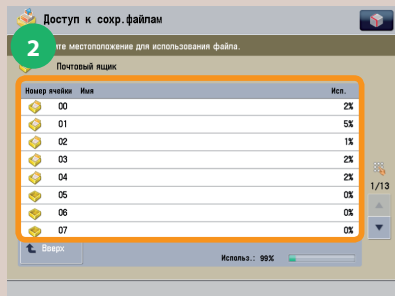 Доступ к сохр.файлам
2
ите местоположение для использования файла.
Почтовый ящик
Номер ячейки Имя Исп.
00 2%
01 5%
02 1%
03 2%
04 2%
05 0%
06 0%
07 0%
1/13
Вверх
Использ.: 99%